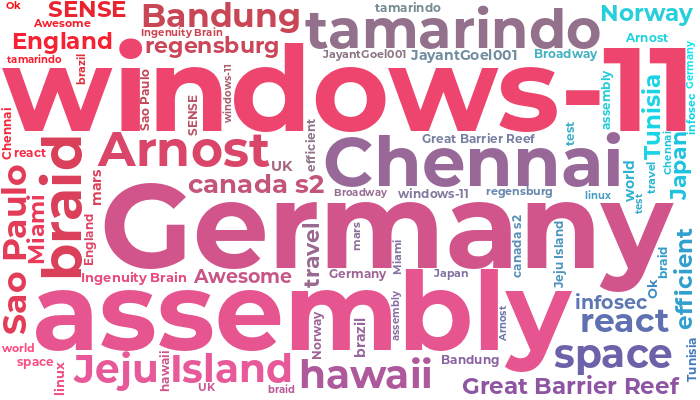 Ok
SENSE
Awesome
England
tamarindo
brazil
Bandung
Ingenuity Brain
regensburg
tamarindo
tamarindo
JayantGoel001
JayantGoel001
Broadway
Norway
Arnost
Germany
windows-11
Sao Paulo
SENSE
windows-11
assembly
Tunisia
infosec
Chennai
react
Arnost
UK
efficient
Great Barrier Reef
test
Chennai
Chennai
Japan
braid
mars
canada s2
Broadway
windows-11
regensburg
linux
world
test
travel
Sao Paulo
Miami
England
Germany
travel
mars
Miami
canada s2
Jeju Island
braid
Ok
efficient
Ingenuity Brain
Awesome
Germany
Japan
assembly
infosec
react
Norway
brazil
assembly
Arnost
world
space
linux
Jeju Island
hawaii
UK
braid
hawaii
Bandung
space
Great Barrier Reef
Tunisia